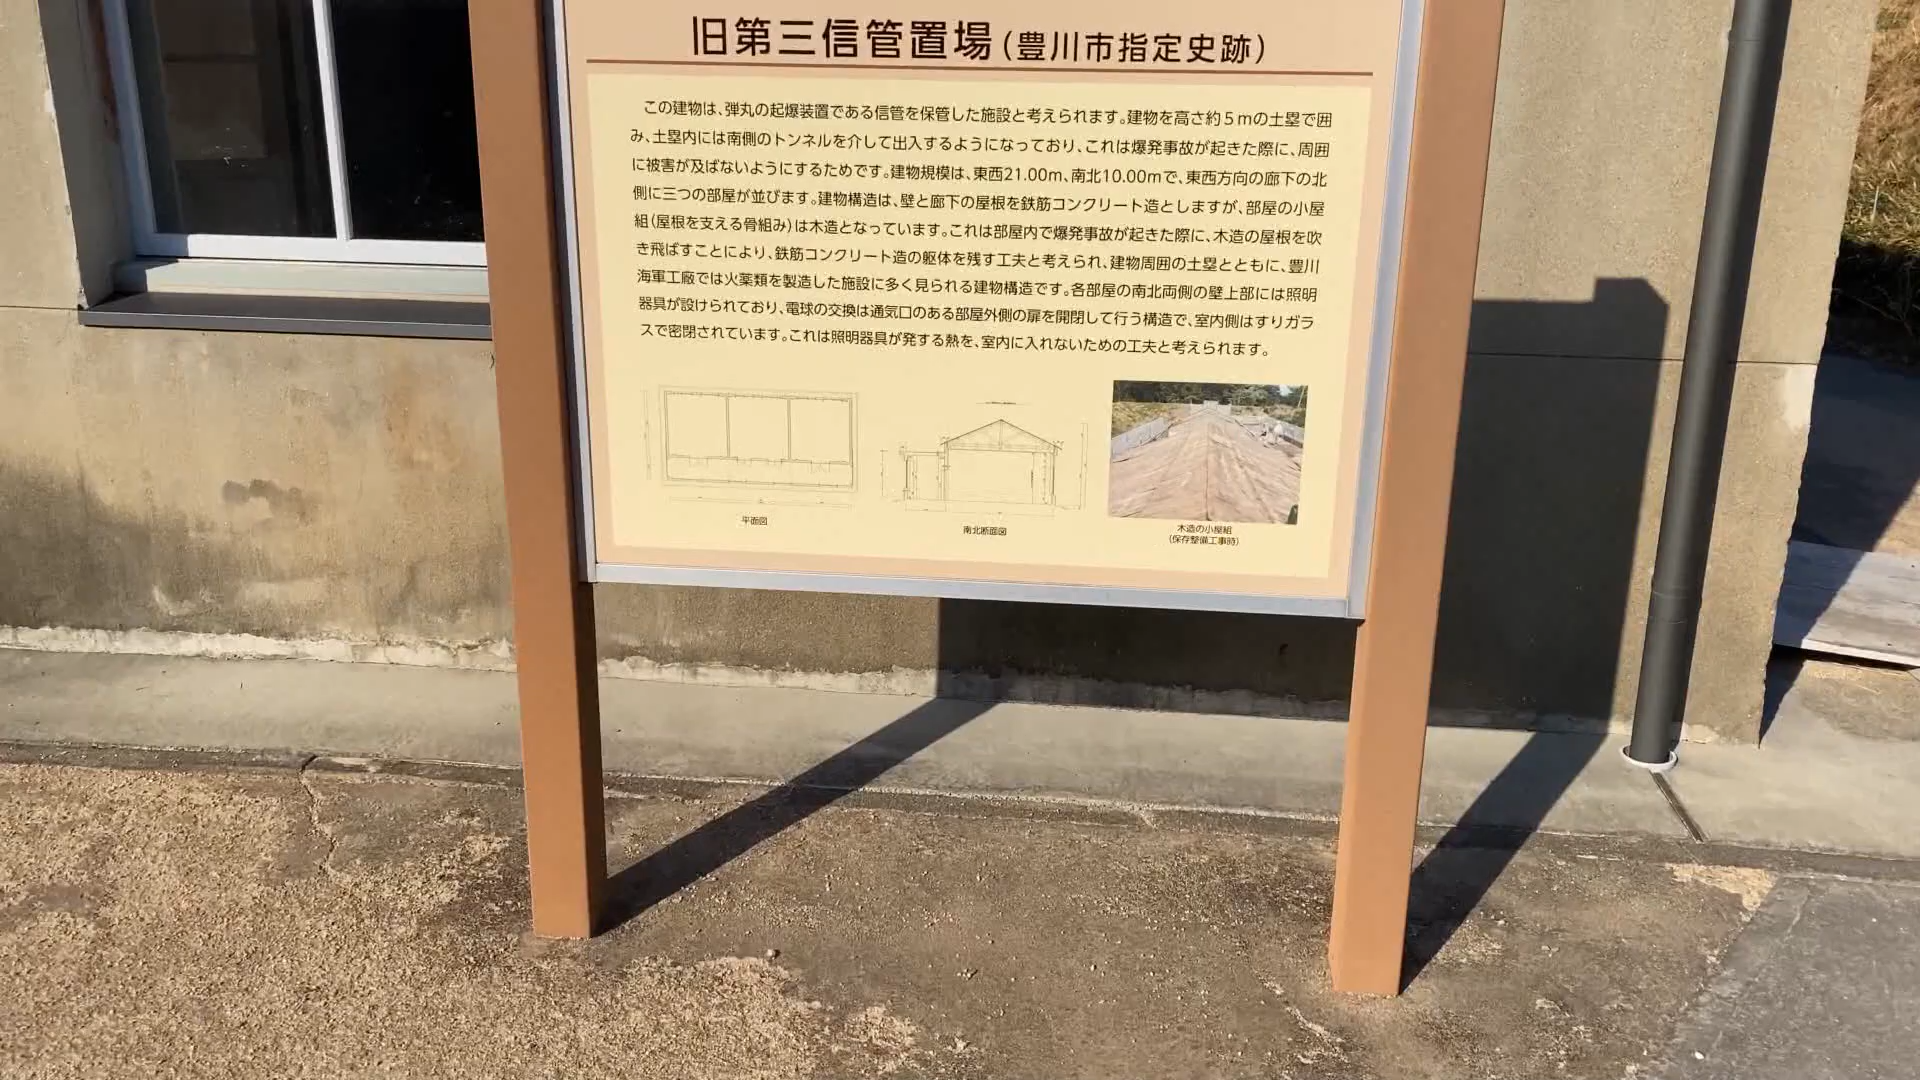 旧第三信管置場(豊川市指定史跡)
この建物は、弾丸の起爆装置である信管を保管した施設と考えられます。建物を高さ約5mの土塁で囲
み、土塁内には南側のトンネルを介して出入するようになっており、これは爆発事故が起きた際に、周囲
に被害が及ばないようにするためです。建物規模は、東西21.00m、南北10.00mで、東西方向の廊下の北
側に三つの部屋が並びます。建物構造は、壁と廊下の屋根を鉄筋コンクリート造としますが、部屋の小屋
組(屋根を支える骨組み)は木造となっています。これは部屋内で爆発事故が起きた際に、木造の屋根を吹
き飛ばすことにより、鉄筋コンクリート造の躯体を残す工夫と考えられ、建物周囲の土塁とともに、豊川
海軍工廠では火薬類を製造した施設に多く見られる建物構造です。各部屋の南北両側の壁上部には照明
器具が設けられており、電球の交換は通気口のある部屋外側の扉を開閉して行う構造で、室内側はすりガラ
スで密閉されています。これは照明器具が発する熱を、室内に入れないための工夫と考えられます。
平面図
南北断面図
木造の小屋組
(保存整備工事時)